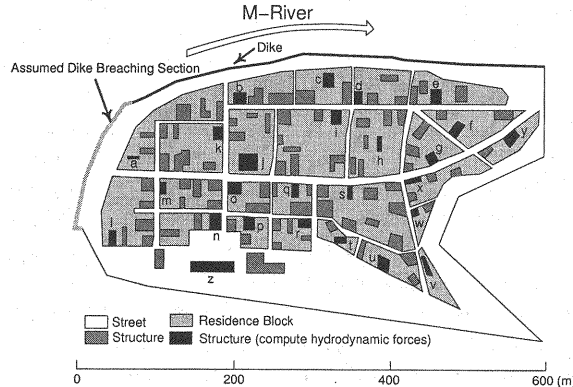 M-River
Dike
Assumed Dike Breaching Section
b
c
d
e
k
j
i
h
f
y
g
a
x
m
o
q
s
w
l
n
p
r
t
u
v
z
Street
Residence Block
Structure
Structure (compute hydrodynamic forces)
0
200
400
600 (m)